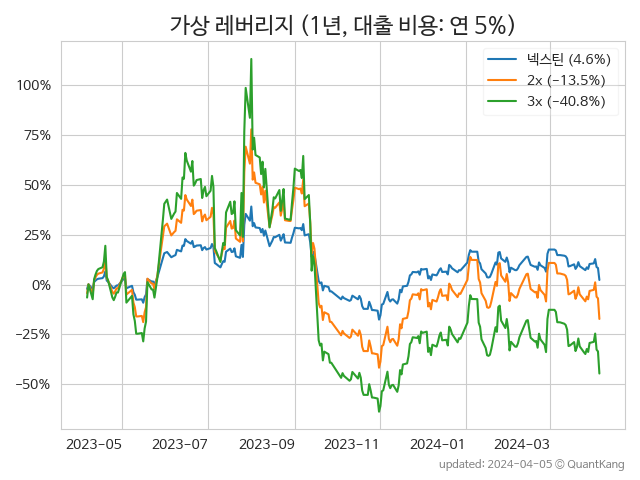 가상 레버리지 (1년, 대출 비용: 연 5%)
넥스틴 (4.6%)
2x (−13.5%)
3x (−40.8%)
100%
75%
50%
25%
0%
−25%
−50%
2023-05 2023-07 2023-09 2023-11 2024-01 2024-03
updated: 2024-04-05 © QuantKang